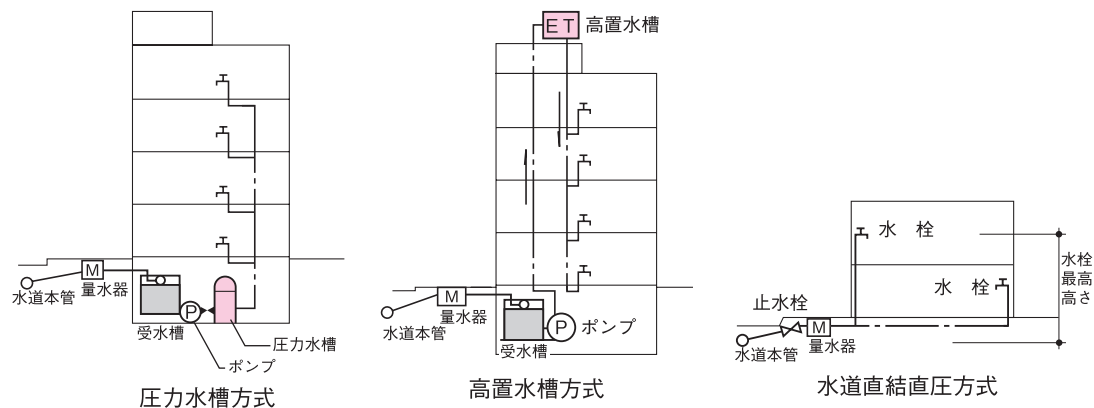 M
水道本管
量水器
受水槽
P
圧力水槽
ポンプ
圧力水槽方式
ET
高置水槽
M
水道本管
量水器
受水槽
P
ポンプ
高置水槽方式
水 栓
水 栓
水栓
最高
高さ
止水栓
M
水道本管
量水器
水道直結直圧方式